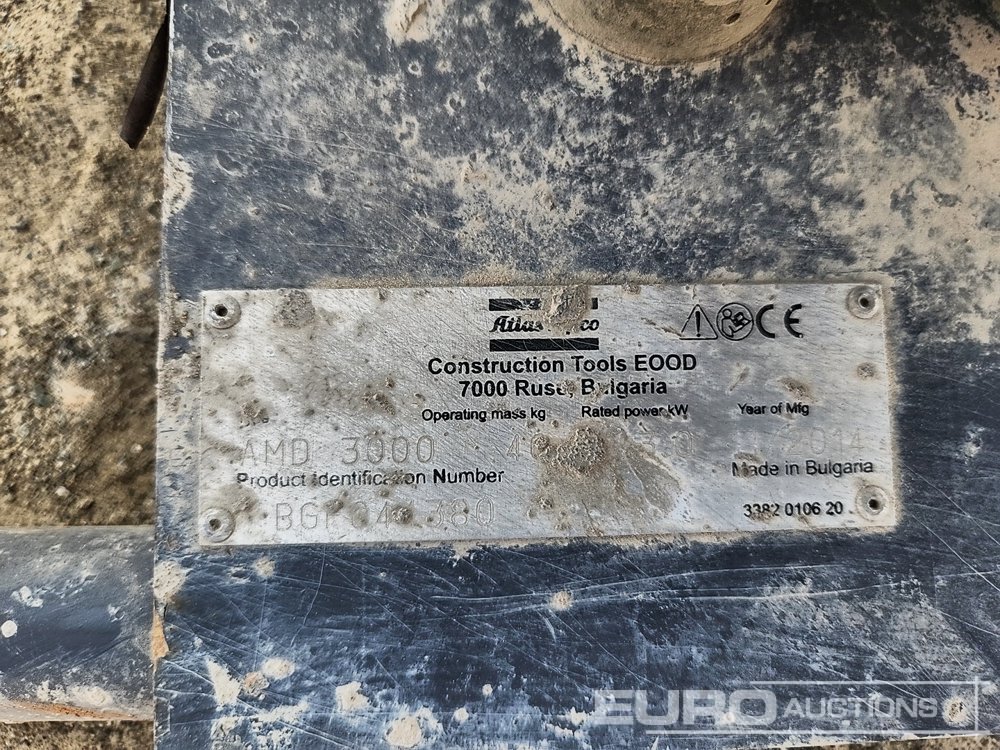 Atlas
Construction Tools EOOD
7000 Ruse, Bulgaria
Operating mass kg Rated power kW Year of Mfg
AMD 3000
Product Identification Number Made in Bulgaria
3382 0106 20
EURO AUCTIONS